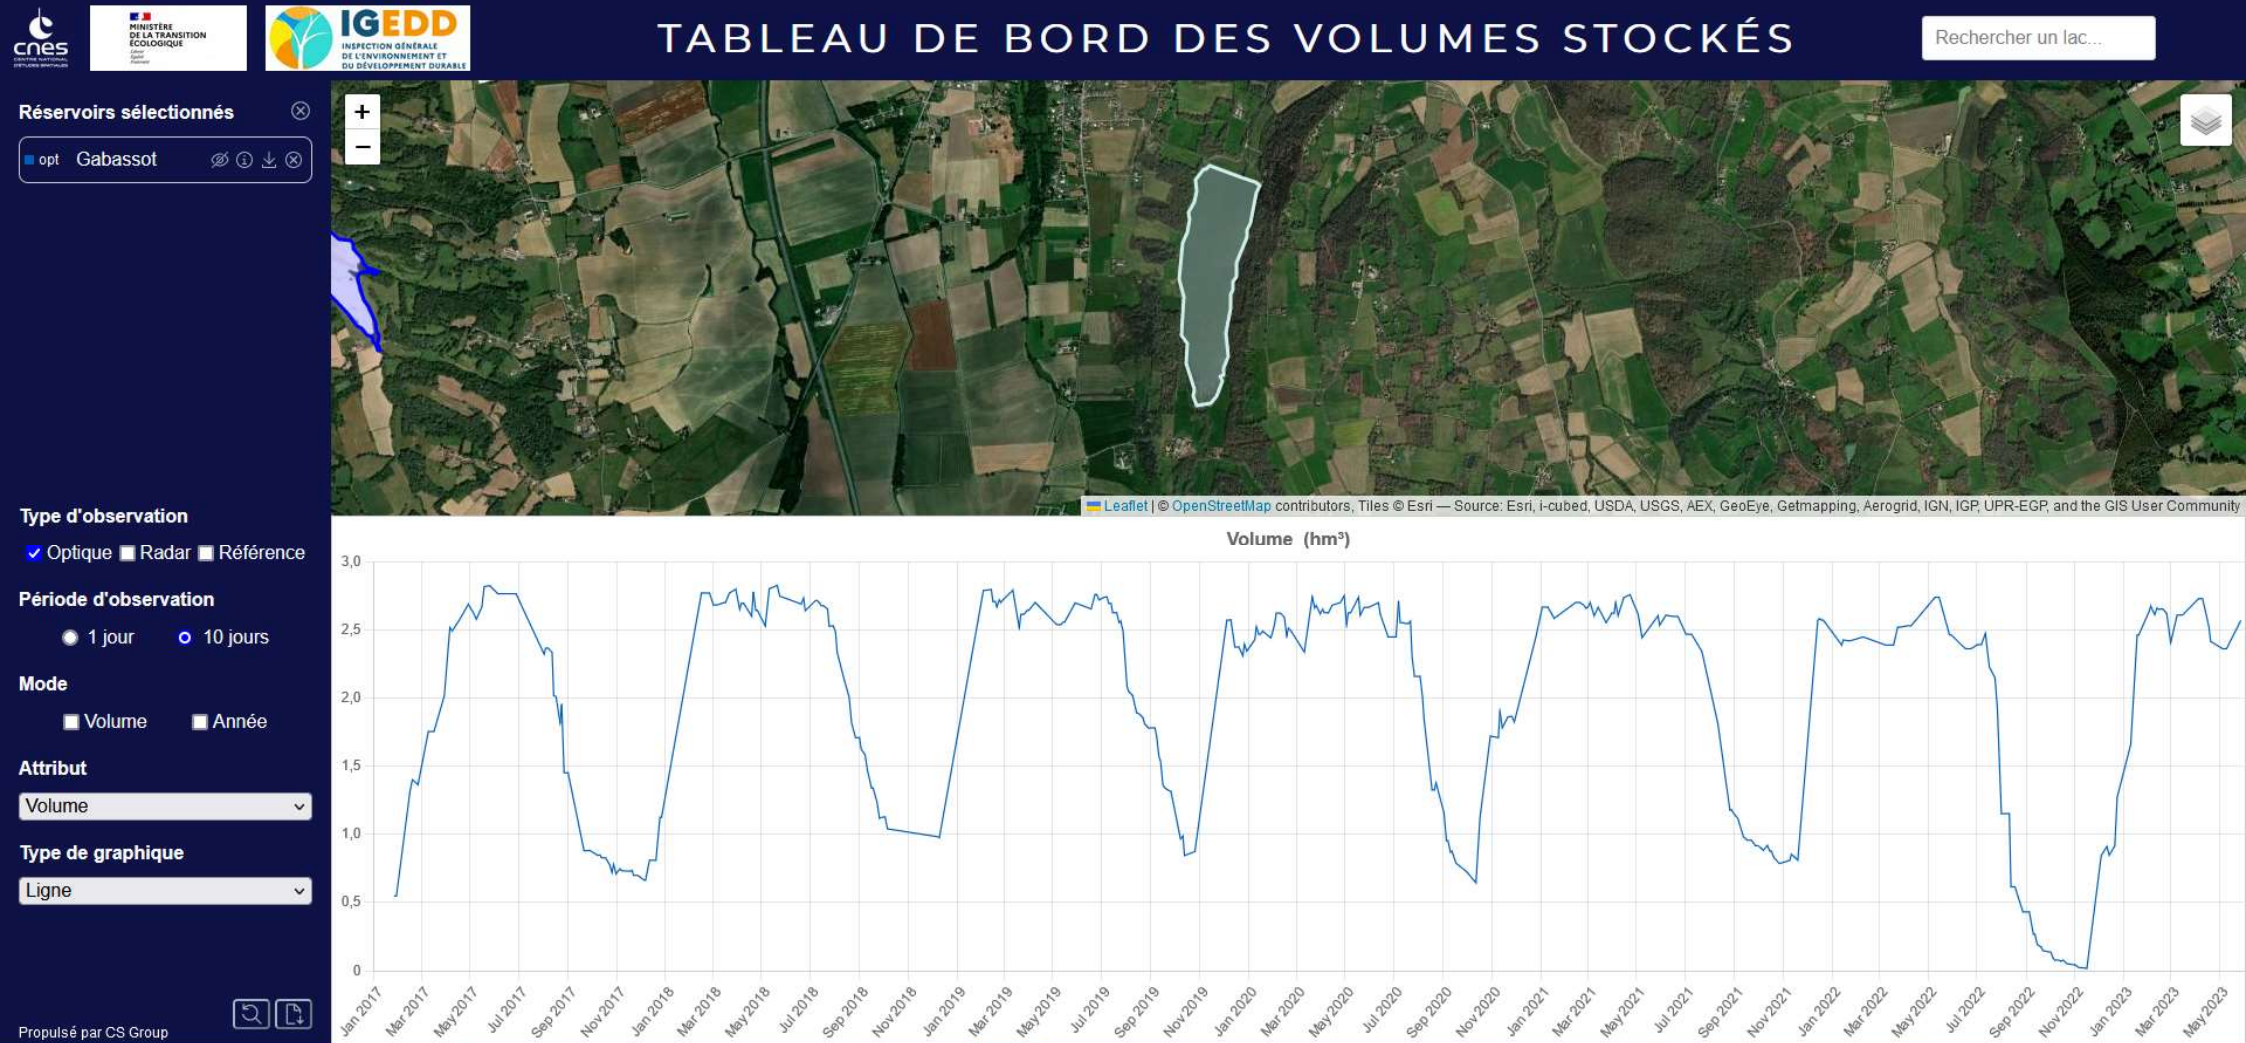 cnes
CENTRE NATIONAL
D'ÉTUDES SPATIALES
MINISTÈRE
DE LA TRANSITION
ÉCOLOGIQUE
Liberté
Égalité
Fraternité
IGEDD
INSPECTION GÉNÉRALE
DE L'ENVIRONNEMENT ET
DU DÉVELOPPEMENT DURABLE
TABLEAU DE BORD DES VOLUMES STOCKÉS
Rechercher un lac...
Réservoirs sélectionnés
opt Gabassot
+
−
Leaflet | © OpenStreetMap contributors, Tiles © Esri — Source: Esri, i-cubed, USDA, USGS, AEX, GeoEye, Getmapping, Aerogrid, IGN, IGP, UPR-EGP, and the GIS User Community
Type d'observation
Optique Radar Référence
Période d'observation
1 jour 10 jours
Mode
Volume Année
Attribut
Volume
Type de graphique
Ligne
Propulsé par CS Group
Volume (hm³)
3,0
2,5
2,0
1,5
1,0
0,5
0
Jan 2017 Mar 2017 May 2017 Jul 2017 Sep 2017 Nov 2017 Jan 2018 Mar 2018 May 2018 Jul 2018 Sep 2018 Nov 2018 Jan 2019 Mar 2019 May 2019 Jul 2019 Sep 2019 Nov 2019 Jan 2020 Mar 2020 May 2020 Jul 2020 Sep 2020 Nov 2020 Jan 2021 Mar 2021 May 2021 Jul 2021 Sep 2021 Nov 2021 Jan 2022 Mar 2022 May 2022 Jul 2022 Sep 2022 Nov 2022 Jan 2023 Mar 2023 May 2023